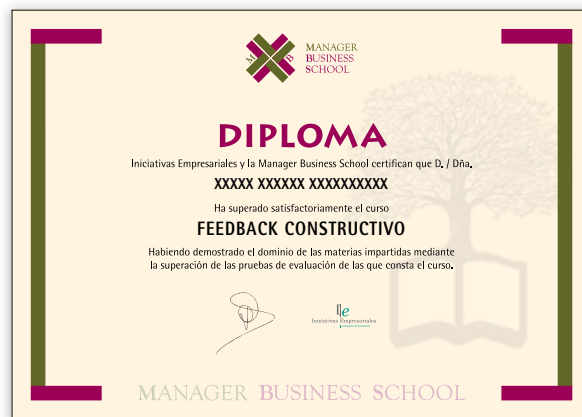 M B
MANAGER
BUSINESS
SCHOOL
DIPLOMA
Iniciativas Empresariales y la Manager Business School certifican que D. / Dña.
XXXXX XXXXXX XXXXXXXXXX
Ha superado satisfactoriamente el curso
FEEDBACK CONSTRUCTIVO
Habiendo demostrado el dominio de las materias impartidas mediante
la superación de las pruebas de evaluación de las que consta el curso.
Iniciativas Empresariales
MANAGER BUSINESS SCHOOL